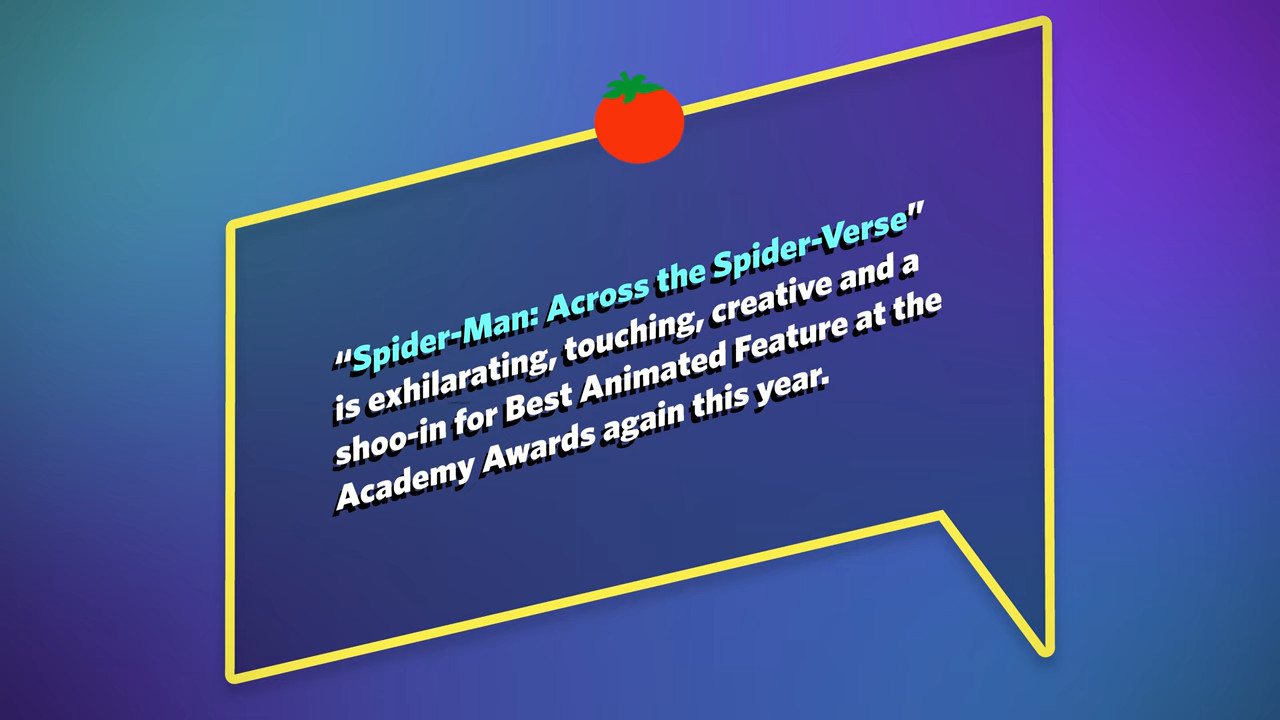 “Spider-Man: Across the Spider-Verse”
is exhilarating, touching, creative and a
shoo-in for Best Animated Feature at the
Academy Awards again this year.